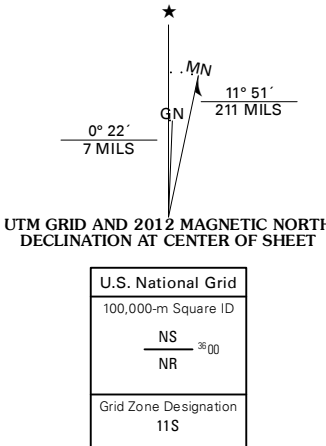 ★
MN
GN
11° 51´
211 MILS
0° 22´
7 MILS
UTM GRID AND 2012 MAGNETIC NORTH
DECLINATION AT CENTER OF SHEET
U.S. National Grid
100,000-m Square ID
NS
3600
NR
Grid Zone Designation
11S